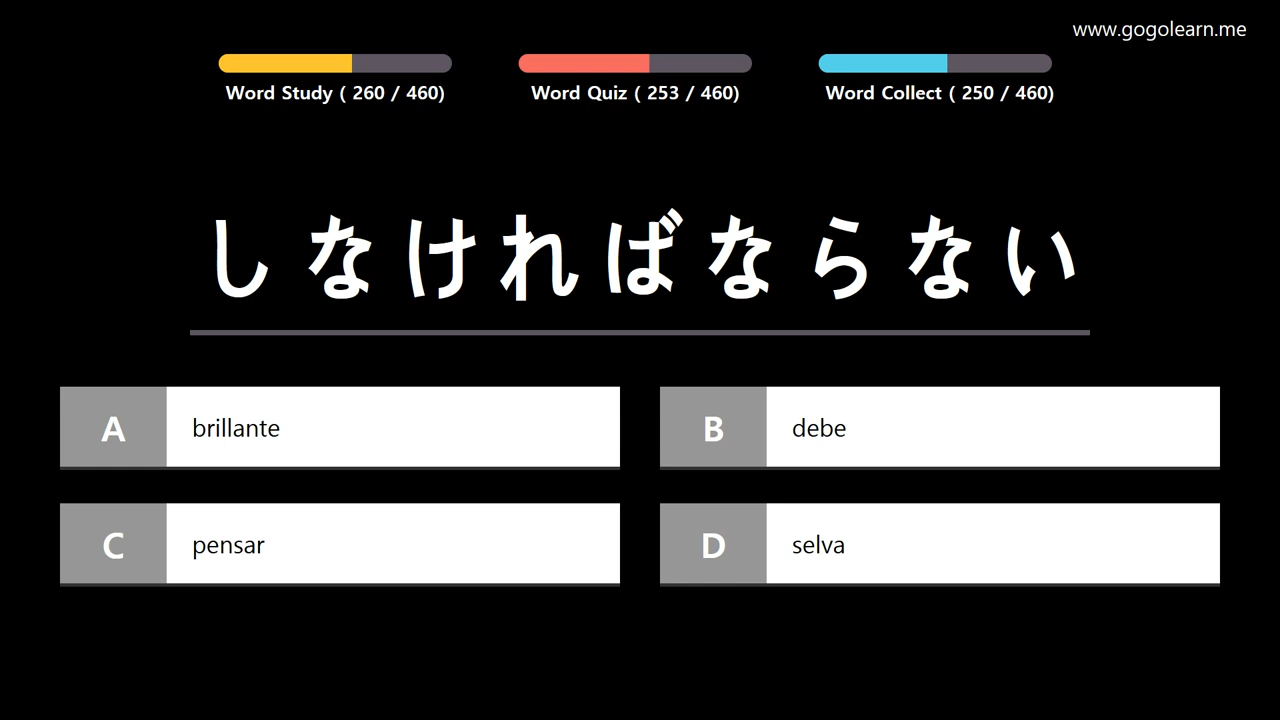 www.gogolearn.me
Word Study ( 260 / 460)
Word Quiz ( 253 / 460)
Word Collect ( 250 / 460)
しなければならない
A brillante
B debe
C pensar
D selva